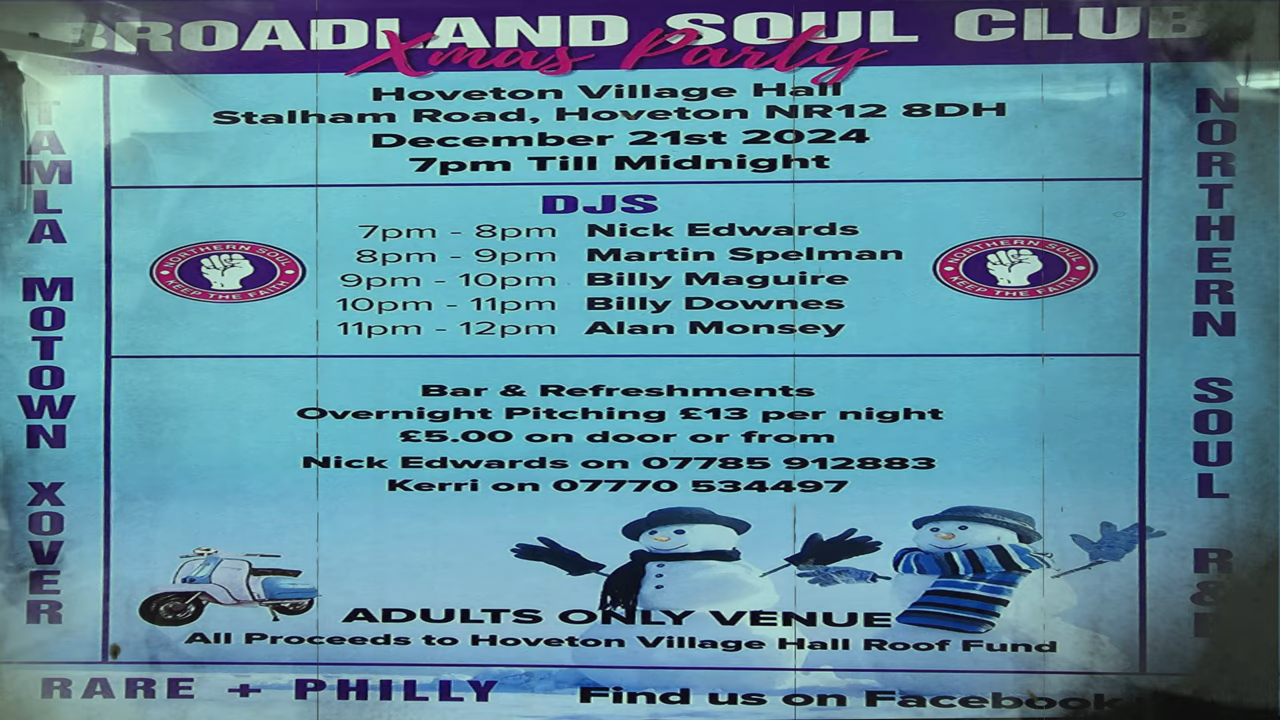 BROADLAND SOUL CLUB
Xmas Party
Hoveton Village Hall
Stalham Road, Hoveton NR12 8DH
December 21st 2024
7pm Till Midnight
DJS
7pm - 8pm Nick Edwards
8pm - 9pm Martin Spelman
9pm - 10pm Billy Maguire
10pm - 11pm Billy Downes
11pm - 12pm Alan Monsey
NORTHERN SOUL
KEEP THE FAITH
NORTHERN SOUL
KEEP THE FAITH
Bar & Refreshments
Overnight Pitching £13 per night
£5.00 on door or from
Nick Edwards on 07785 912883
Kerri on 07770 534497
ADULTS ONLY VENUE
All Proceeds to Hoveton Village Hall Roof Fund
TAMLA MOTOWN XOVER
NORTHERN SOUL R&B
RARE + PHILLY
Find us on Facebook